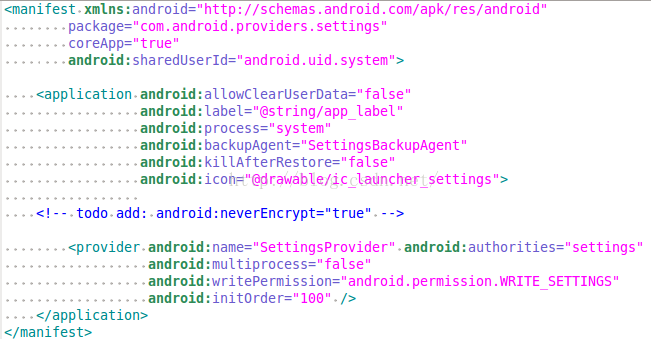 <manifest xmlns:android="http://schemas.android.com/apk/res/android"
package="com.android.providers.settings"
coreApp="true"
android:sharedUserId="android.uid.system">
<application android:allowClearUserData="false"
android:label="@string/app_label"
android:process="system"
android:backupAgent="SettingsBackupAgent"
android:killAfterRestore="false"
android:icon="@drawable/ic_launcher_settings">
<!-- todo add: android:neverEncrypt="true" -->
<provider android:name="SettingsProvider" android:authorities="settings"
android:multiprocess="false"
android:writePermission="android.permission.WRITE_SETTINGS"
android:initOrder="100" />
</application>
</manifest>